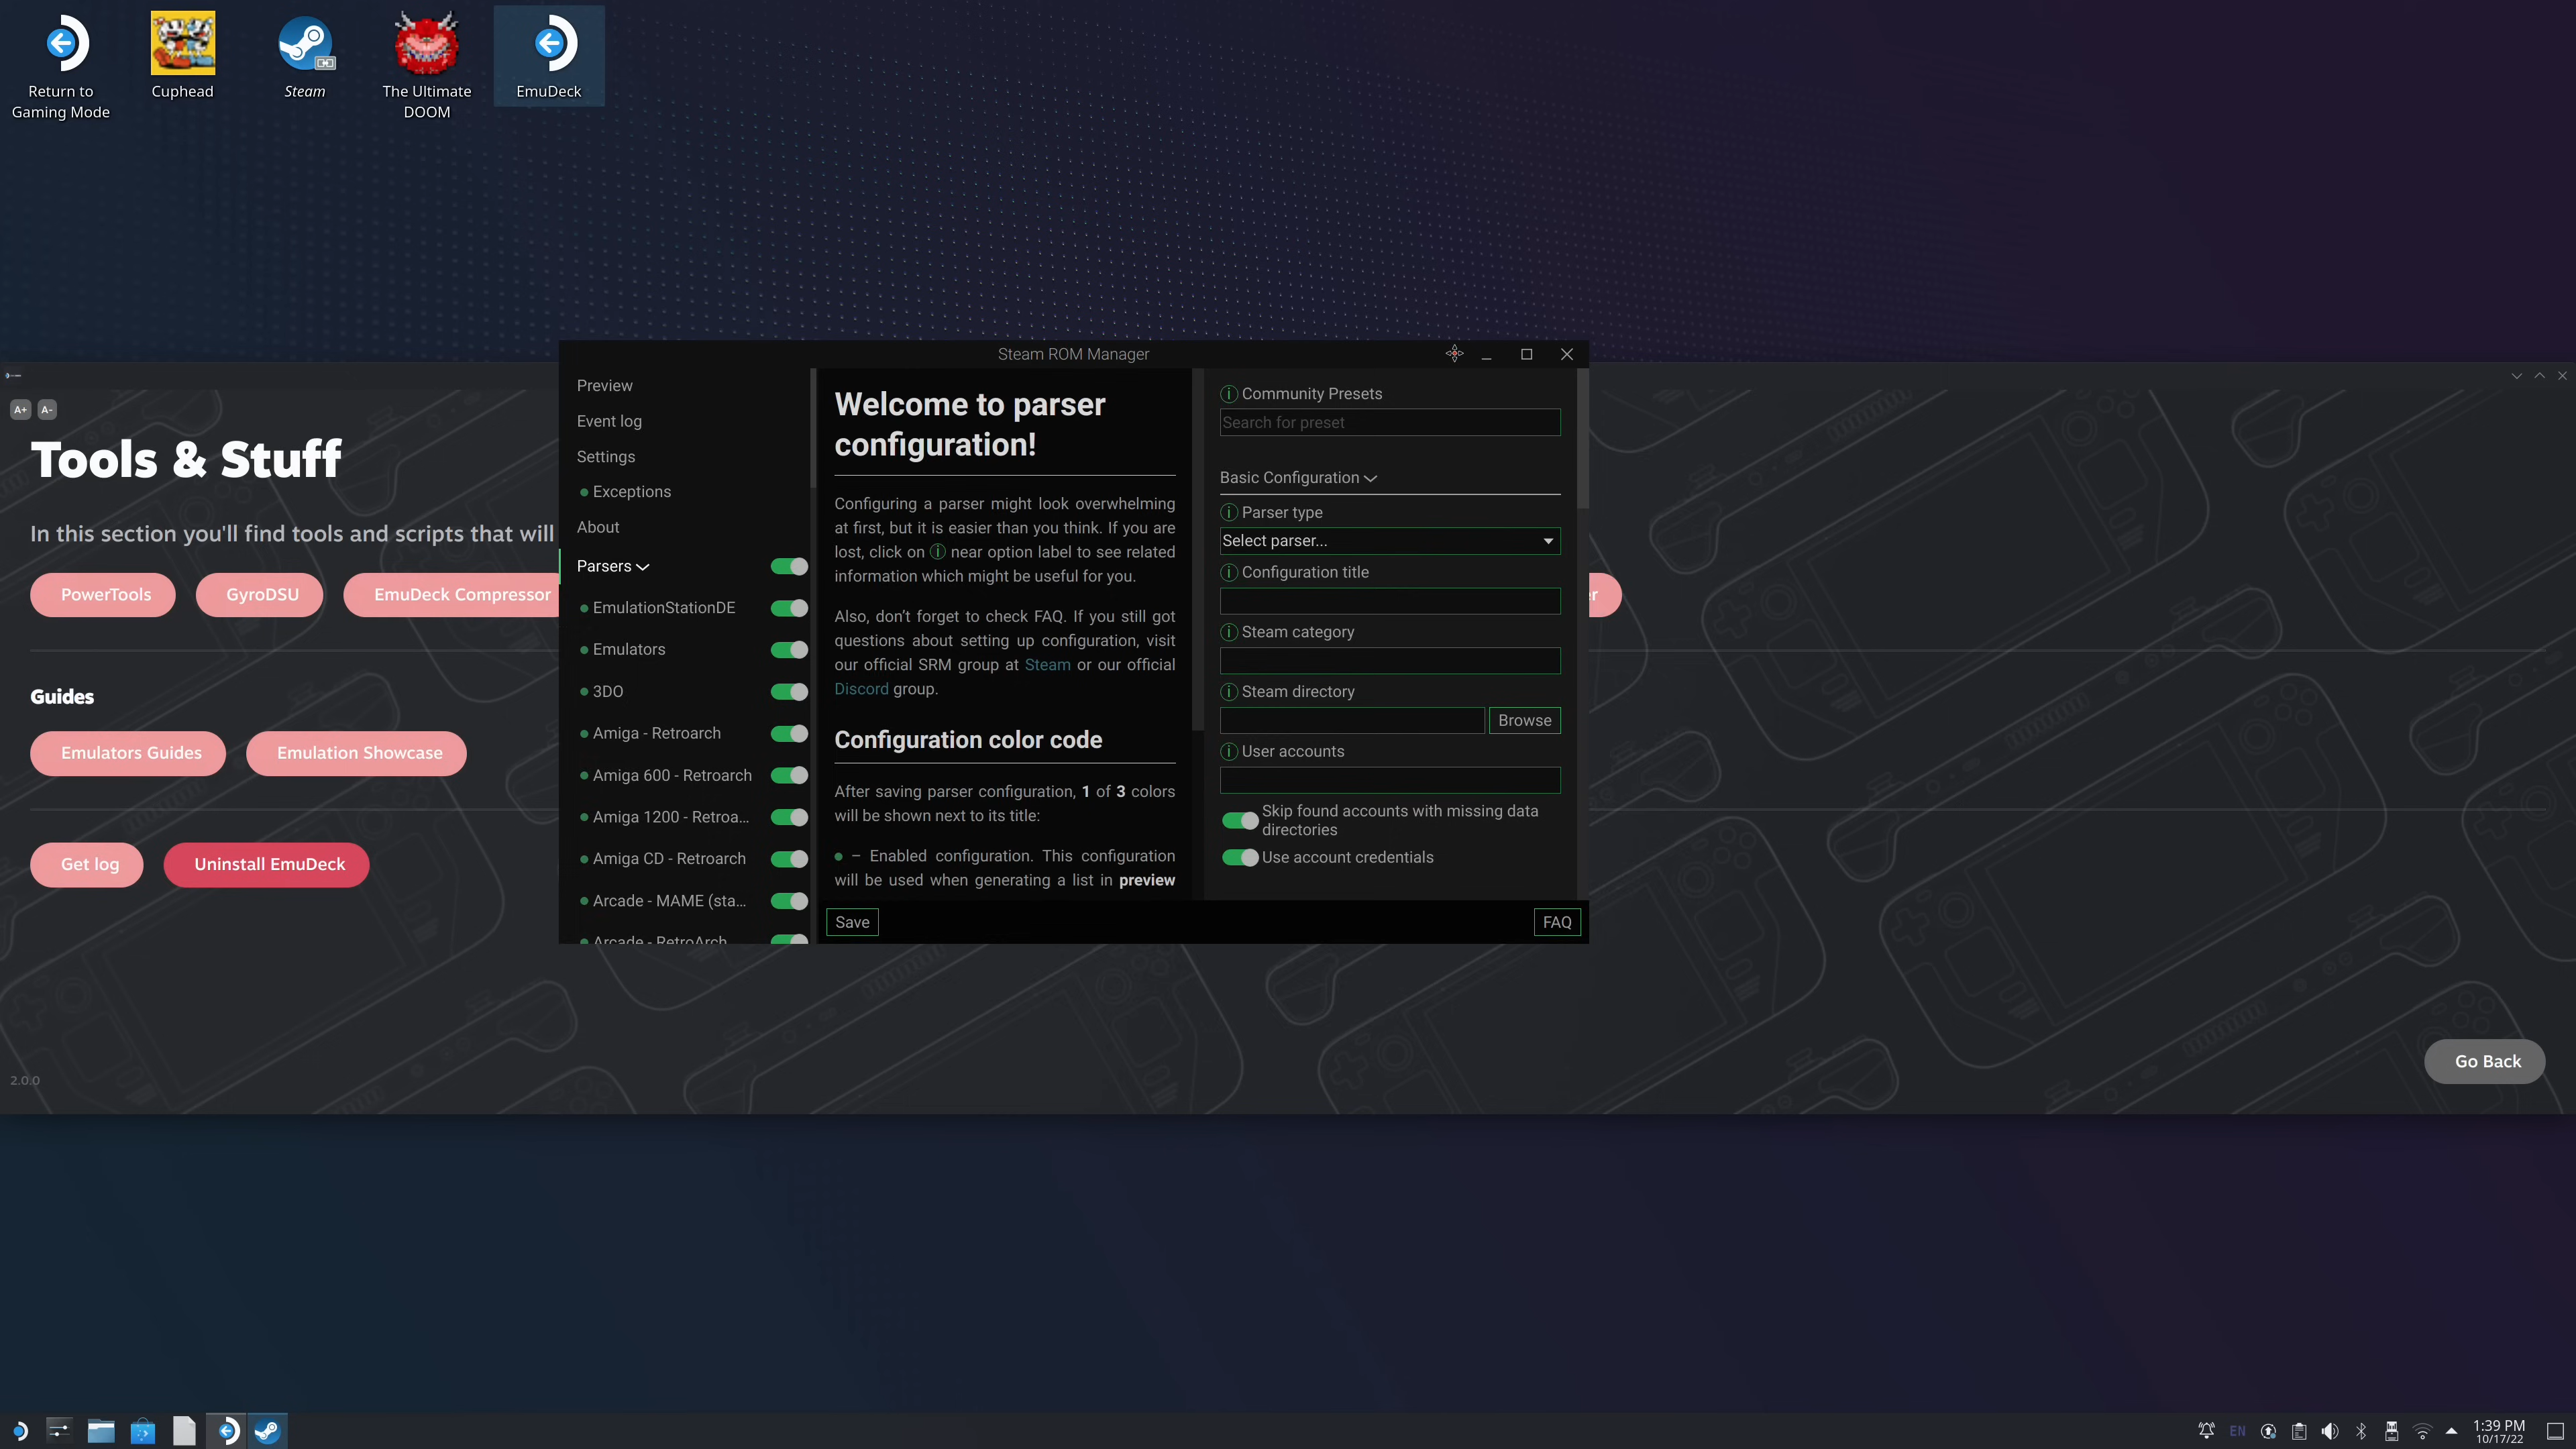 Return to
Gaming Mode
Cuphead
Steam
The Ultimate
DOOM
EmuDeck
A+ A-
Tools & Stuff
In this section you'll find tools and scripts that will
PowerTools
GyroDSU
EmuDeck Compressor
Guides
Emulators Guides
Emulation Showcase
Get log
Uninstall EmuDeck
2.0.0
Steam ROM Manager
Preview
Event log
Settings
Exceptions
About
Parsers
EmulationStationDE
Emulators
3DO
Amiga - Retroarch
Amiga 600 - Retroarch
Amiga 1200 - Retroa...
Amiga CD - Retroarch
Arcade - MAME (sta...
Arcade - RetroArch
Welcome to parser
configuration!
Configuring a parser might look overwhelming
at first, but it is easier than you think. If you are
lost, click on i near option label to see related
information which might be useful for you.
Also, don't forget to check FAQ. If you still got
questions about setting up configuration, visit
our official SRM group at Steam or our official
Discord group.
Configuration color code
After saving parser configuration, 1 of 3 colors
will be shown next to its title:
– Enabled configuration. This configuration
will be used when generating a list in preview
Save
Community Presets
Search for preset
Basic Configuration
Parser type
Select parser...
Configuration title
Steam category
Steam directory
Browse
User accounts
Skip found accounts with missing data
directories
Use account credentials
FAQ
er
Go Back
EN
1:39 PM
10/17/22